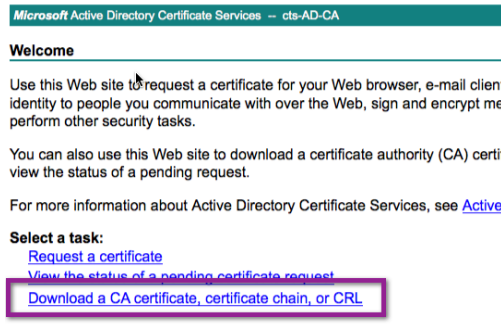 Microsoft Active Directory Certificate Services -- cts-AD-CA
Welcome
Use this Web site to request a certificate for your Web browser, e-mail clien
identity to people you communicate with over the Web, sign and encrypt me
perform other security tasks.
You can also use this Web site to download a certificate authority (CA) certi
view the status of a pending request.
For more information about Active Directory Certificate Services, see Active
Select a task:
Request a certificate
View the status of a pending certificate request
Download a CA certificate, certificate chain, or CRL